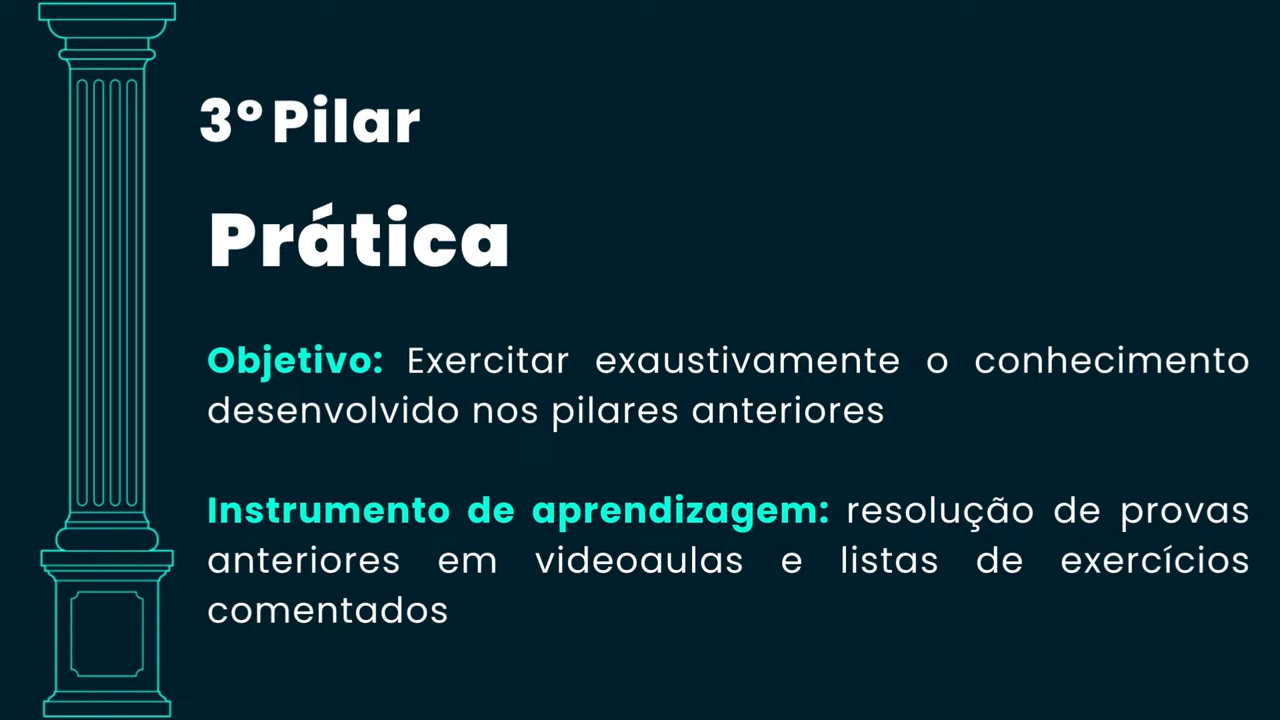 3º Pilar
Prática
Objetivo: Exercitar exaustivamente o conhecimento
desenvolvido nos pilares anteriores
Instrumento de aprendizagem: resolução de provas
anteriores em videoaulas e listas de exercícios
comentados